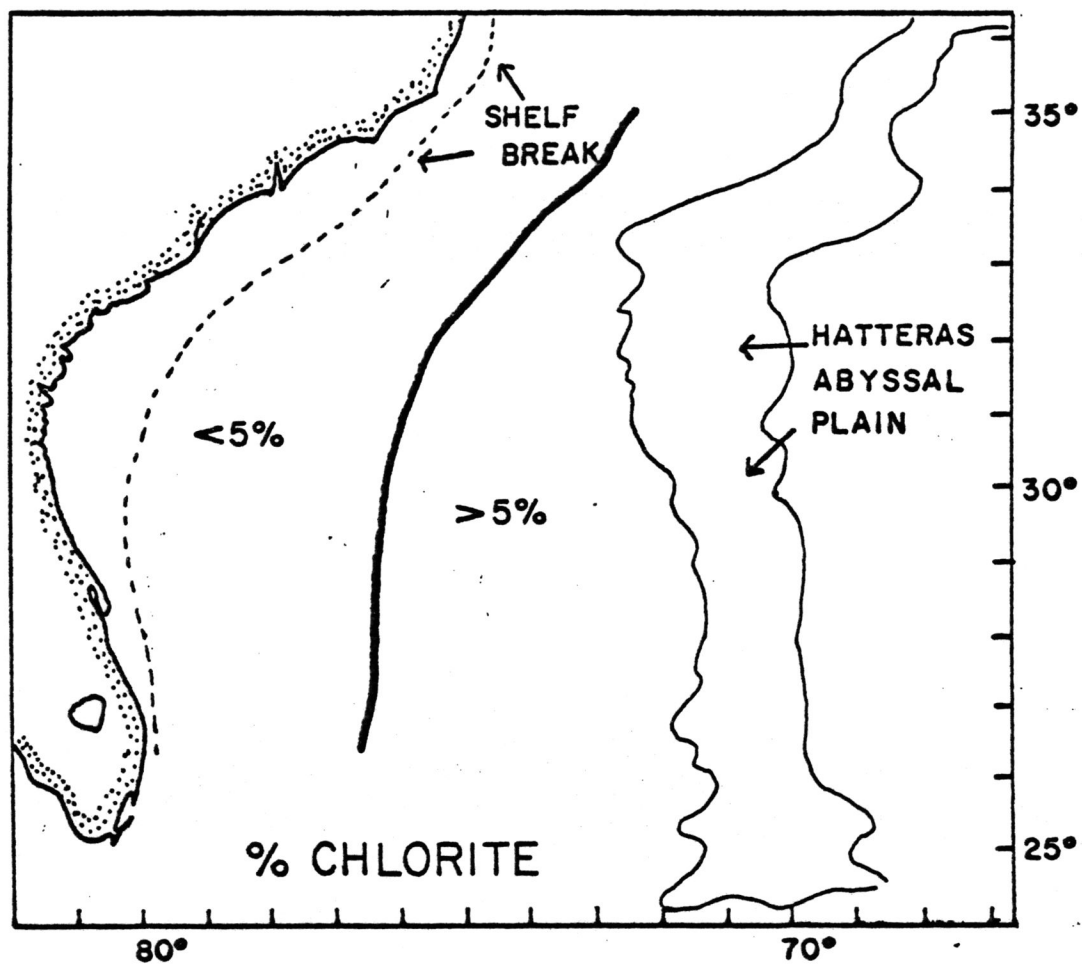 SHELF
BREAK
35°
HATTERAS
ABYSSAL
PLAIN
<5%
>5%
30°
% CHLORITE
25°
80°
70°